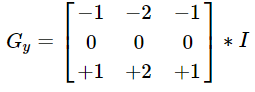 G_y = [ −1 −2 −1
0 0 0
+1 +2 +1 ] ∗ I